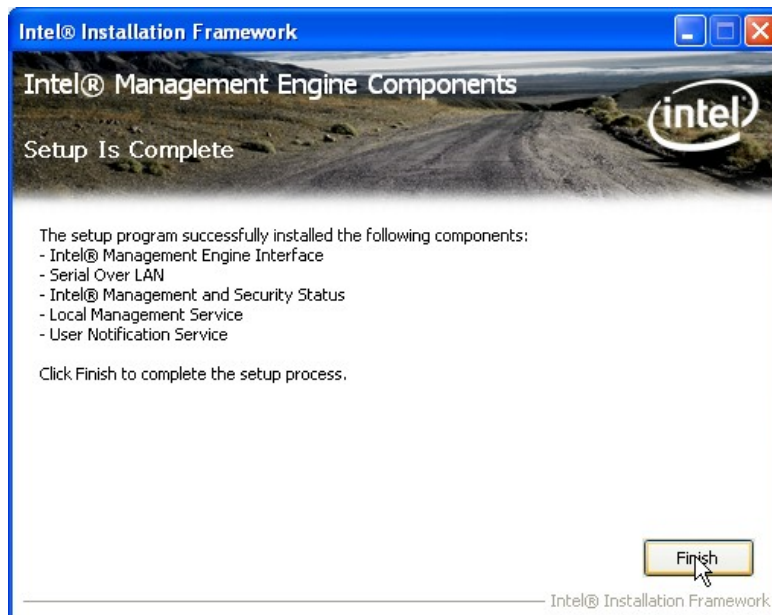 Intel® Installation Framework
Intel® Management Engine Components
intel
Setup Is Complete
The setup program successfully installed the following components:
- Intel® Management Engine Interface
- Serial Over LAN
- Intel® Management and Security Status
- Local Management Service
- User Notification Service
Click Finish to complete the setup process.
Finish
Intel® Installation Framework